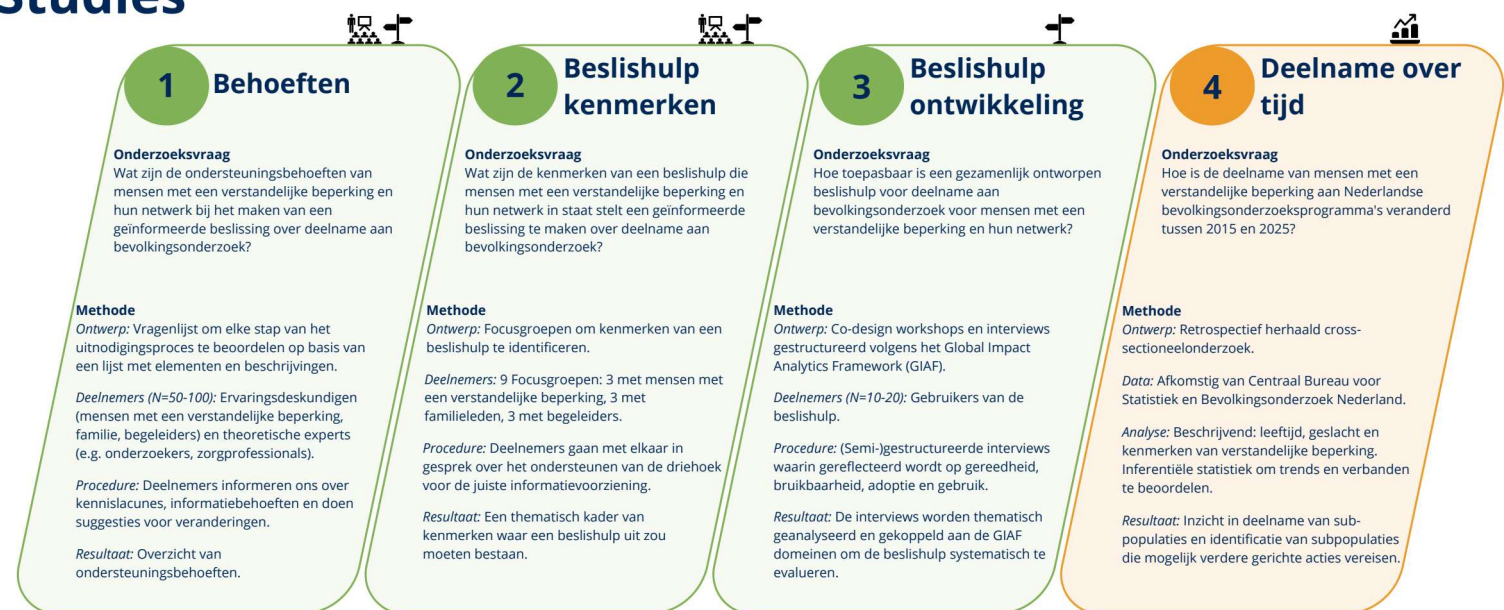 Studies
1
Behoeften
Onderzoeksvraag
Wat zijn de ondersteuningsbehoeften van
mensen met een verstandelijke beperking en
hun netwerk bij het maken van een
geïnformeerde beslissing over deelname aan
bevolkingsonderzoek?
Methode
Ontwerp: Vragenlijst om elke stap van het
uitnodigingsproces te beoordelen op basis van
een lijst met elementen en beschrijvingen.
Deelnemers (N=50-100): Ervaringsdeskundigen
(mensen met een verstandelijke beperking,
familie, begeleiders) en theoretische experts
(e.g. onderzoekers, zorgprofessionals).
Procedure: Deelnemers informeren ons over
kennislacunes, informatiebehoeften en doen
suggesties voor veranderingen.
Resultaat: Overzicht van
ondersteuningsbehoeften.
2
Beslishulp
kenmerken
Onderzoeksvraag
Wat zijn de kenmerken van een beslishulp die
mensen met een verstandelijke beperking en
hun netwerk in staat stelt een geïnformeerde
beslissing te maken over deelname aan
bevolkingsonderzoek?
Methode
Ontwerp: Focusgroepen om kenmerken van een
beslishulp te identificeren.
Deelnemers: 9 Focusgroepen: 3 met mensen met
een verstandelijke beperking, 3 met
familieleden, 3 met begeleiders.
Procedure: Deelnemers gaan met elkaar in
gesprek over het ondersteunen van de driehoek
voor de juiste informatievoorziening.
Resultaat: Een thematisch kader van
kenmerken waar een beslishulp uit zou
moeten bestaan.
3
Beslishulp
ontwikkeling
Onderzoeksvraag
Hoe toepasbaar is een gezamenlijk ontworpen
beslishulp voor deelname aan
bevolkingsonderzoek voor mensen met een
verstandelijke beperking en hun netwerk?
Methode
Ontwerp: Co-design workshops en interviews
gestructureerd volgens het Global Impact
Analytics Framework (GIAF).
Deelnemers (N=10-20): Gebruikers van de
beslishulp.
Procedure: (Semi-)gestructureerde interviews
waarin gereflecteerd wordt op gereedheid,
bruikbaarheid, adoptie en gebruik.
Resultaat: De interviews worden thematisch
geanalyseerd en gekoppeld aan de GIAF
domeinen om de beslishulp systematisch te
evalueren.
4
Deelname over
tijd
Onderzoeksvraag
Hoe is de deelname van mensen met een
verstandelijke beperking aan Nederlandse
bevolkingsonderzoeksprogramma's veranderd
tussen 2015 en 2025?
Methode
Ontwerp: Retrospectief herhaald cross-
sectioneelonderzoek.
Data: Afkomstig van Centraal Bureau voor
Statistiek en Bevolkingsonderzoek Nederland.
Analyse: Beschrijvend: leeftijd, geslacht en
kenmerken van verstandelijke beperking.
Inferentiële statistiek om trends en verbanden
te beoordelen.
Resultaat: Inzicht in deelname van sub-
populaties en identificatie van subpopulaties
die mogelijk verdere gerichte acties vereisen.